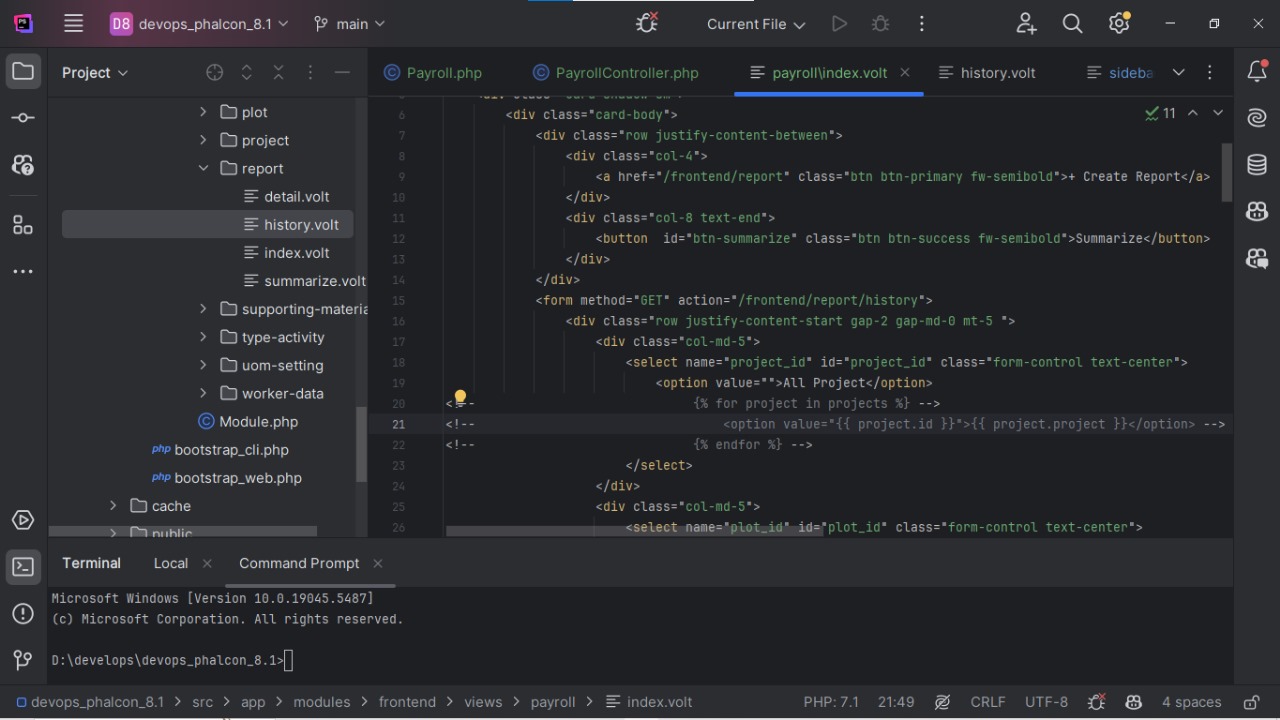 D8 devops_phalcon_8.1
main
Current File
Project
Payroll.php
PayrollController.php
payroll\index.volt
history.volt
sideba
plot
project
report
detail.volt
history.volt
index.volt
summarize.volt
supporting-materia
type-activity
uom-setting
worker-data
Module.php
php bootstrap_cli.php
php bootstrap_web.php
cache
public
11
6 <div class="card-body">
7 <div class="row justify-content-between">
8 <div class="col-4">
9 <a href="/frontend/report" class="btn btn-primary fw-semibold">+ Create Report</a>
10 </div>
11 <div class="col-8 text-end">
12 <button  id="btn-summarize" class="btn btn-success fw-semibold">Summarize</button>
13 </div>
14 </div>
15 <form method="GET" action="/frontend/report/history">
16 <div class="row justify-content-start gap-2 gap-md-0 mt-5 ">
17 <div class="col-md-5">
18 <select name="project_id" id="project_id" class="form-control text-center">
19 <option value="">All Project</option>
20 <!-- {% for project in projects %} -->
21 <!-- <option value="{{ project.id }}">{{ project.project }}</option> -->
22 <!-- {% endfor %} -->
23 </select>
24 </div>
25 <div class="col-md-5">
26 <select name="plot_id" id="plot_id" class="form-control text-center">
Terminal
Local
Command Prompt
Microsoft Windows [Version 10.0.19045.5487]
(c) Microsoft Corporation. All rights reserved.
D:\develops\devops_phalcon_8.1>
devops_phalcon_8.1 > src > app > modules > frontend > views > payroll > index.volt
PHP: 7.1
21:49
CRLF
UTF-8
4 spaces